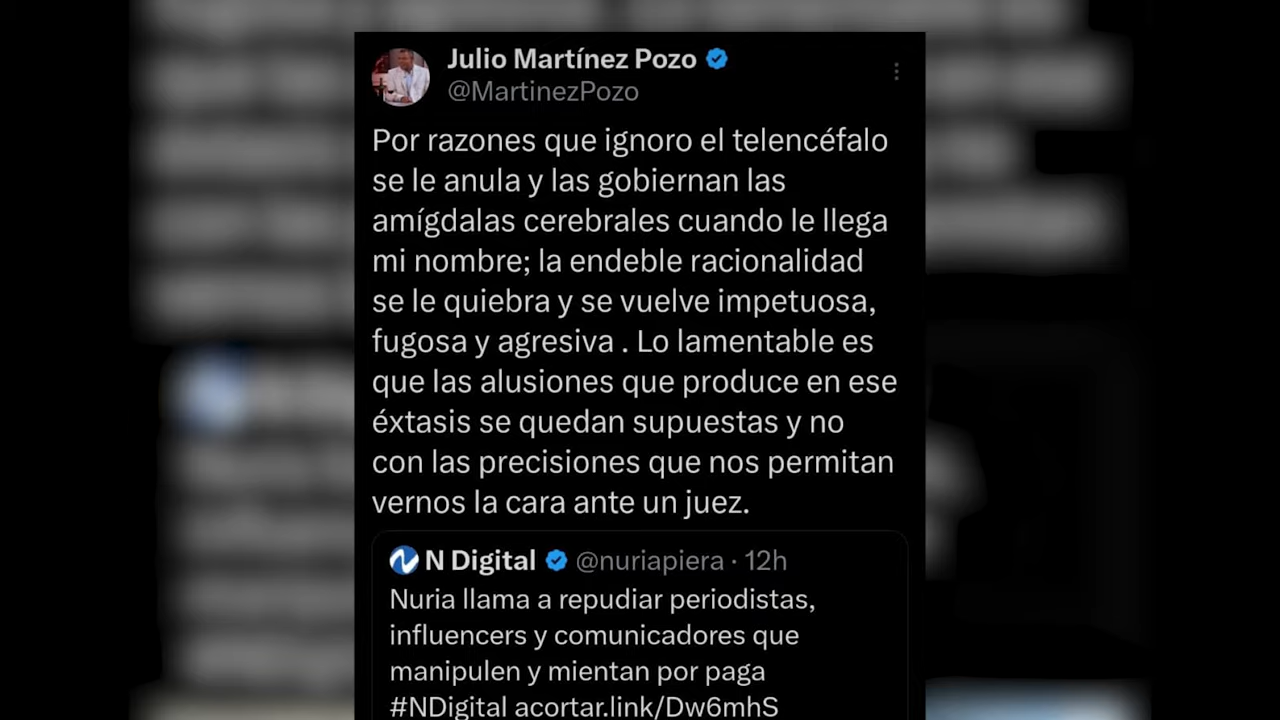 Julio Martínez Pozo
@MartinezPozo
Por razones que ignoro el telencéfalo
se le anula y las gobiernan las
amígdalas cerebrales cuando le llega
mi nombre; la endeble racionalidad
se le quiebra y se vuelve impetuosa,
fugosa y agresiva . Lo lamentable es
que las alusiones que produce en ese
éxtasis se quedan supuestas y no
con las precisiones que nos permitan
vernos la cara ante un juez.
N Digital @nuriapiera · 12h
Nuria llama a repudiar periodistas,
influencers y comunicadores que
manipulen y mientan por paga
#NDigital acortar.link/Dw6mhS